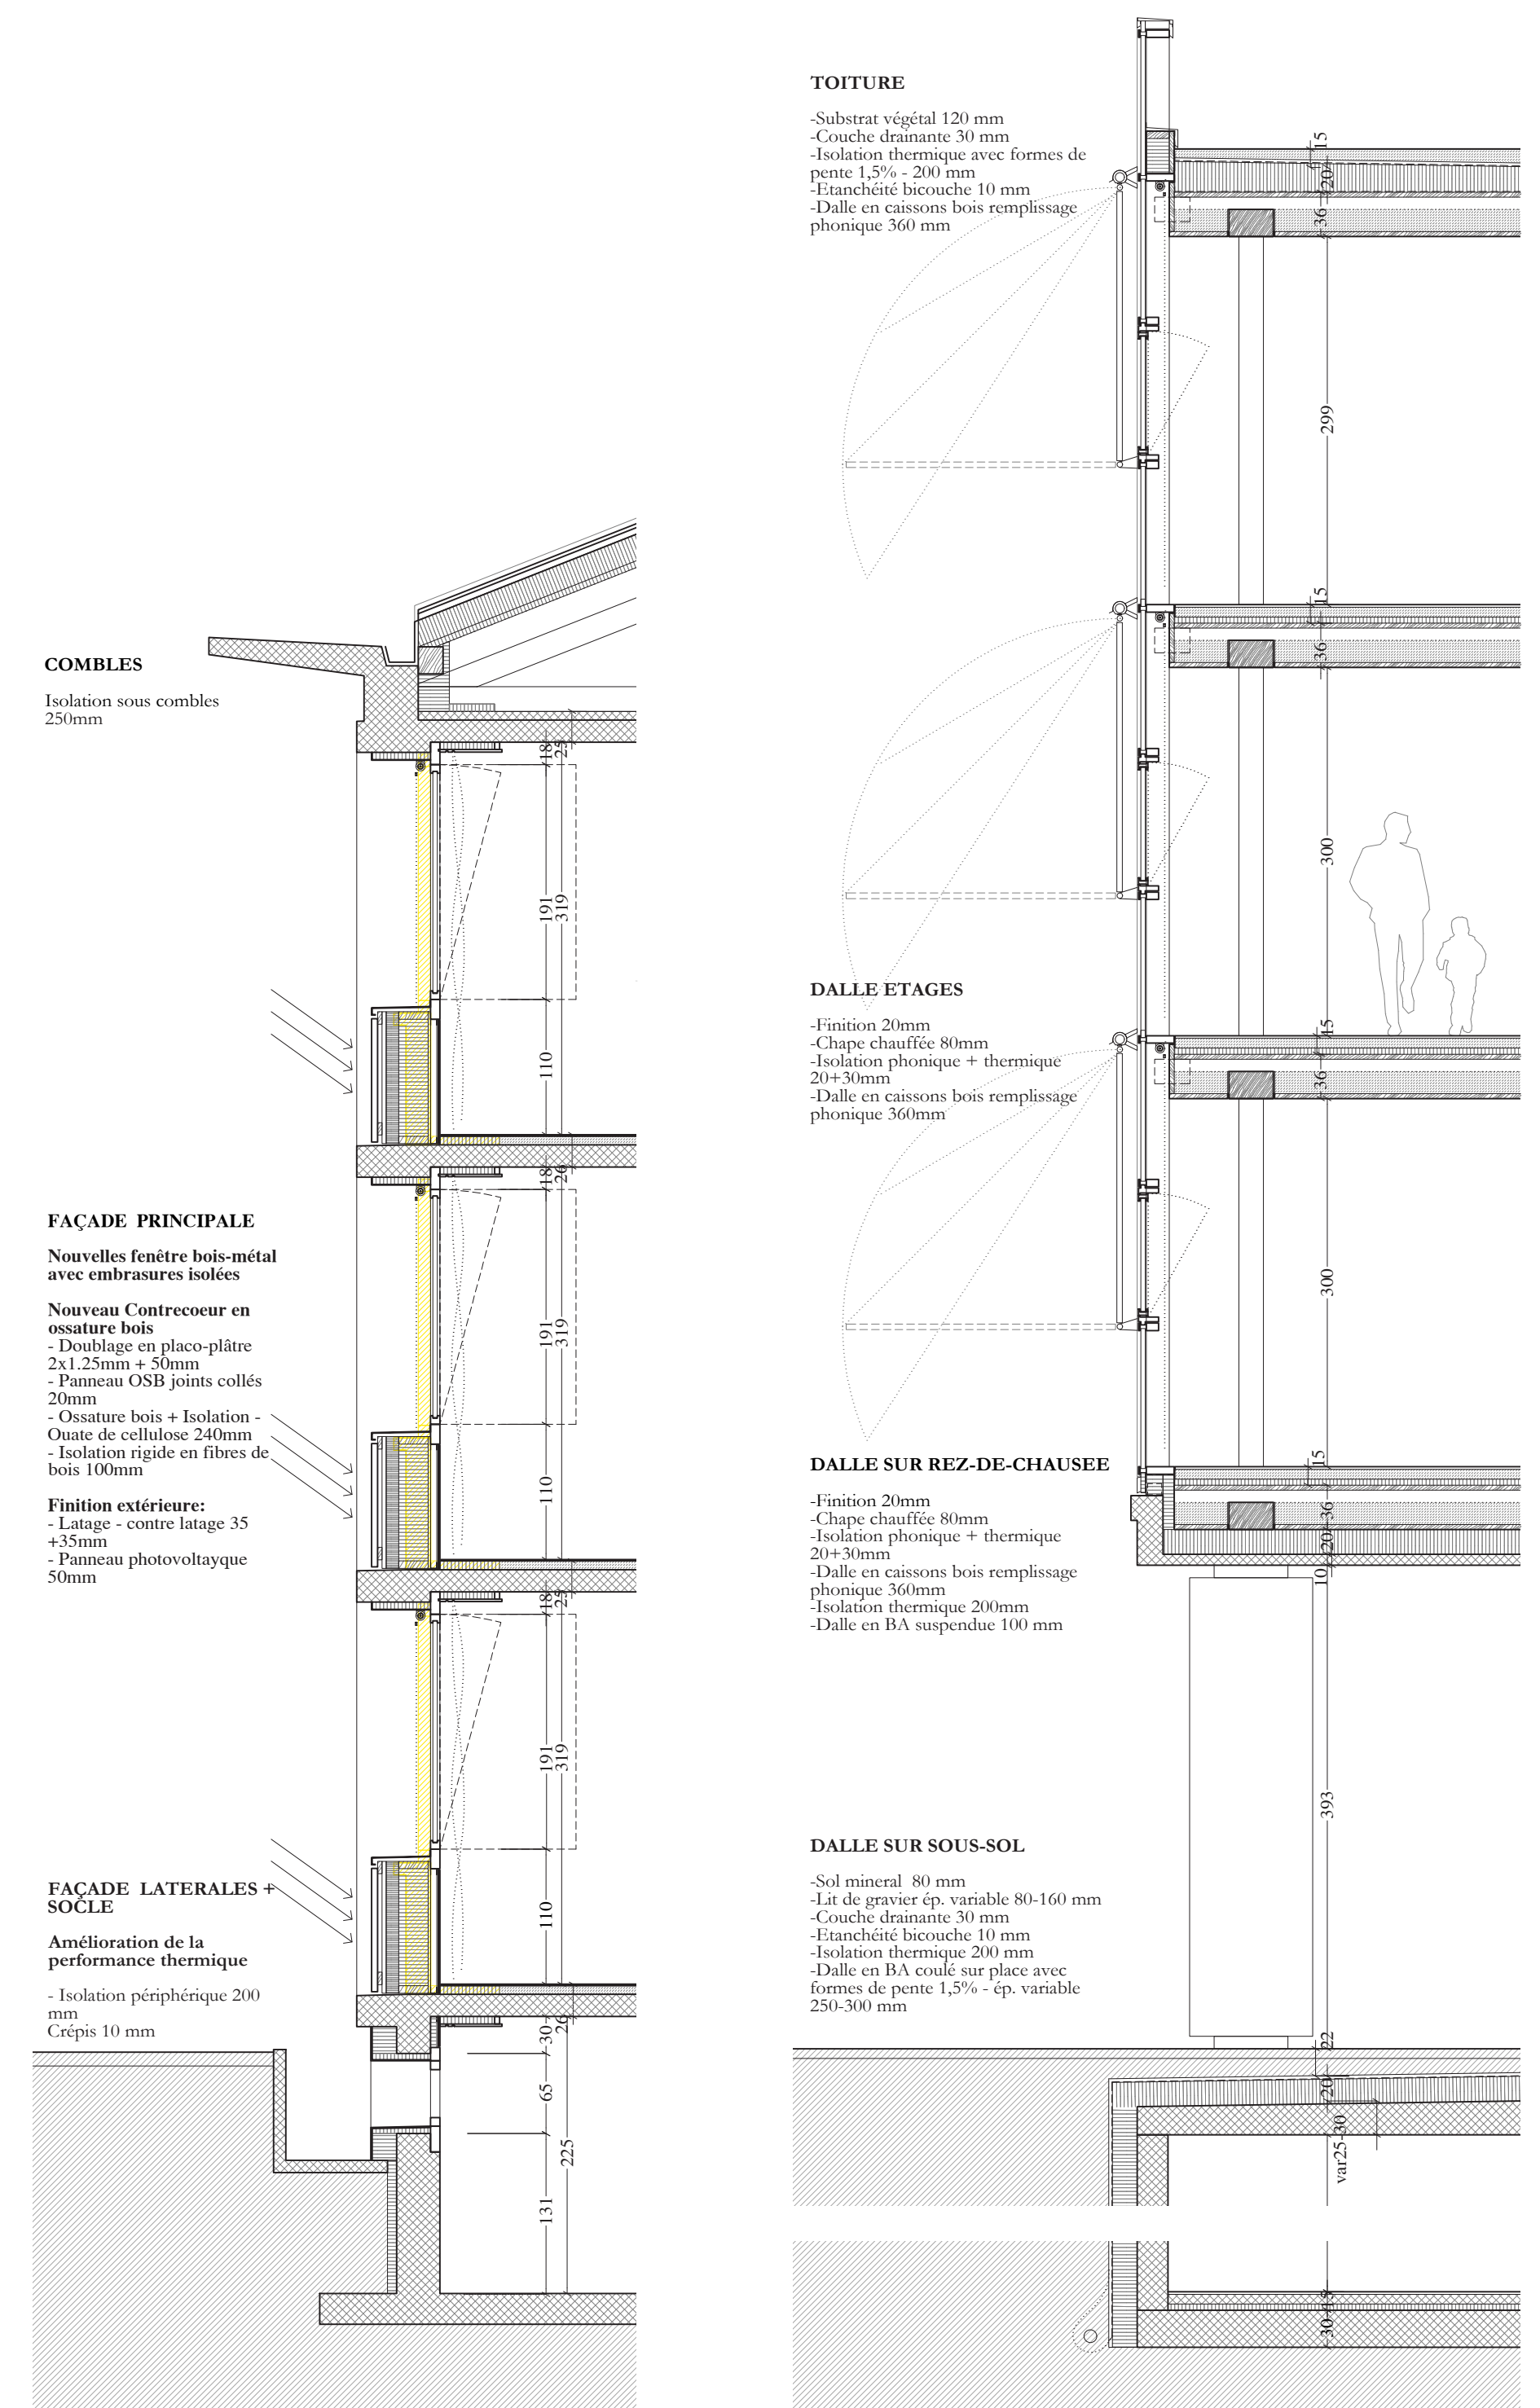 COMBLES
Isolation sous combles
250mm
FAÇADE PRINCIPALE
Nouvelles fenêtre bois-métal
avec embrasures isolées
Nouveau Contrecoeur en
ossature bois
- Doublage en placo-plâtre
2x1.25mm + 50mm
- Panneau OSB joints collés
20mm
- Ossature bois + Isolation -
Ouate de cellulose 240mm
- Isolation rigide en fibres de
bois 100mm
Finition extérieure:
- Latage - contre latage 35
+35mm
- Panneau photovoltayque
50mm
FAÇADE LATERALES +
SOCLE
Amélioration de la
performance thermique
- Isolation périphérique 200
mm
Crépis 10 mm
18
25
191
319
110
18
26
191
319
110
18
25
191
319
110
30
26
65
225
131
TOITURE
-Substrat végétal 120 mm
-Couche drainante 30 mm
-Isolation thermique avec formes de
pente 1,5% - 200 mm
-Etanchéité bicouche 10 mm
-Dalle en caissons bois remplissage
phonique 360 mm
DALLE ETAGES
-Finition 20mm
-Chape chauffée 80mm
-Isolation phonique + thermique
20+30mm
-Dalle en caissons bois remplissage
phonique 360mm
DALLE SUR REZ-DE-CHAUSEE
-Finition 20mm
-Chape chauffée 80mm
-Isolation phonique + thermique
20+30mm
-Dalle en caissons bois remplissage
phonique 360mm
-Isolation thermique 200mm
-Dalle en BA suspendue 100 mm
DALLE SUR SOUS-SOL
-Sol mineral 80 mm
-Lit de gravier ép. variable 80-160 mm
-Couche drainante 30 mm
-Etanchéité bicouche 10 mm
-Isolation thermique 200 mm
-Dalle en BA coulé sur place avec
formes de pente 1,5% - ép. variable
250-300 mm
15
20
36
299
15
36
300
15
36
300
15
36
20
10
393
22
20
var25-30
15
30